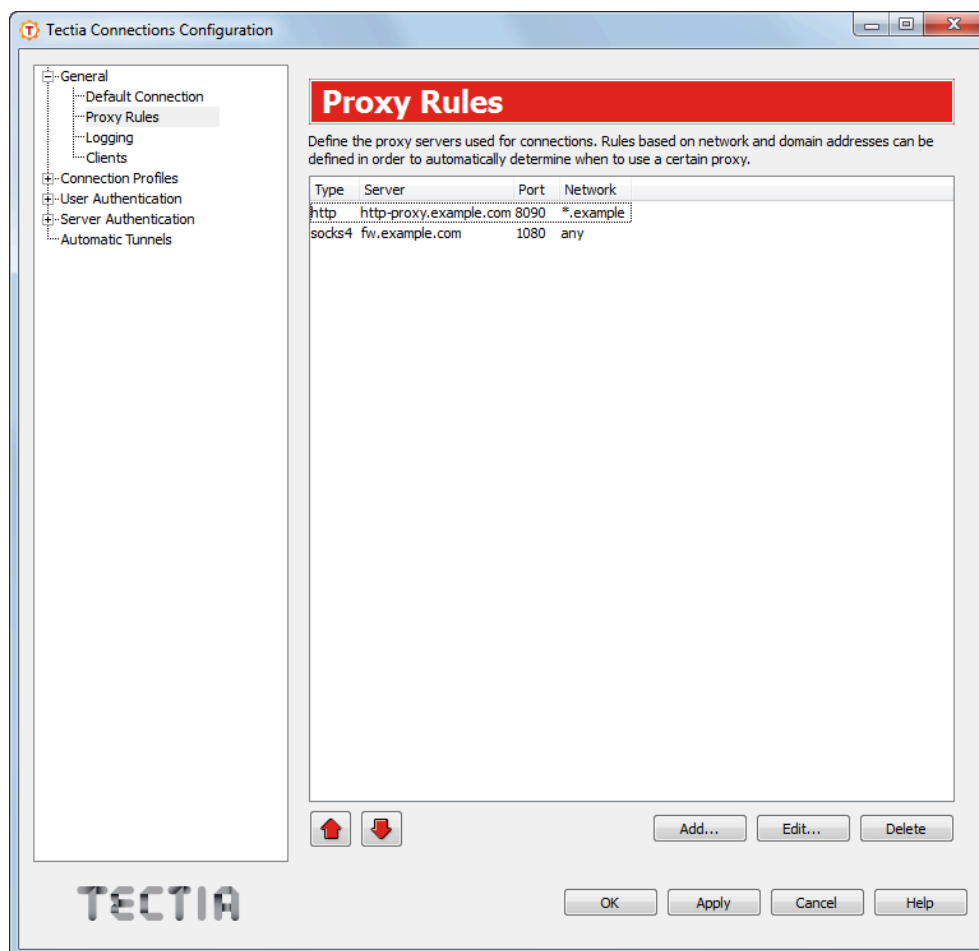 Tectia Connections Configuration
General
Default Connection
Proxy Rules
Logging
Clients
Connection Profiles
User Authentication
Server Authentication
Automatic Tunnels
Proxy Rules
Define the proxy servers used for connections. Rules based on network and domain addresses can be
defined in order to automatically determine when to use a certain proxy.
Type Server Port Network
http http-proxy.example.com 8090 *.example
socks4 fw.example.com 1080 any
Add... Edit... Delete
TECTIA
OK Apply Cancel Help